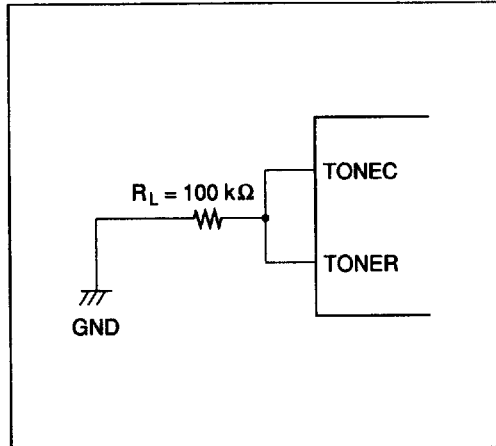 TONEC
R_L = 100 kΩ
TONER
GND